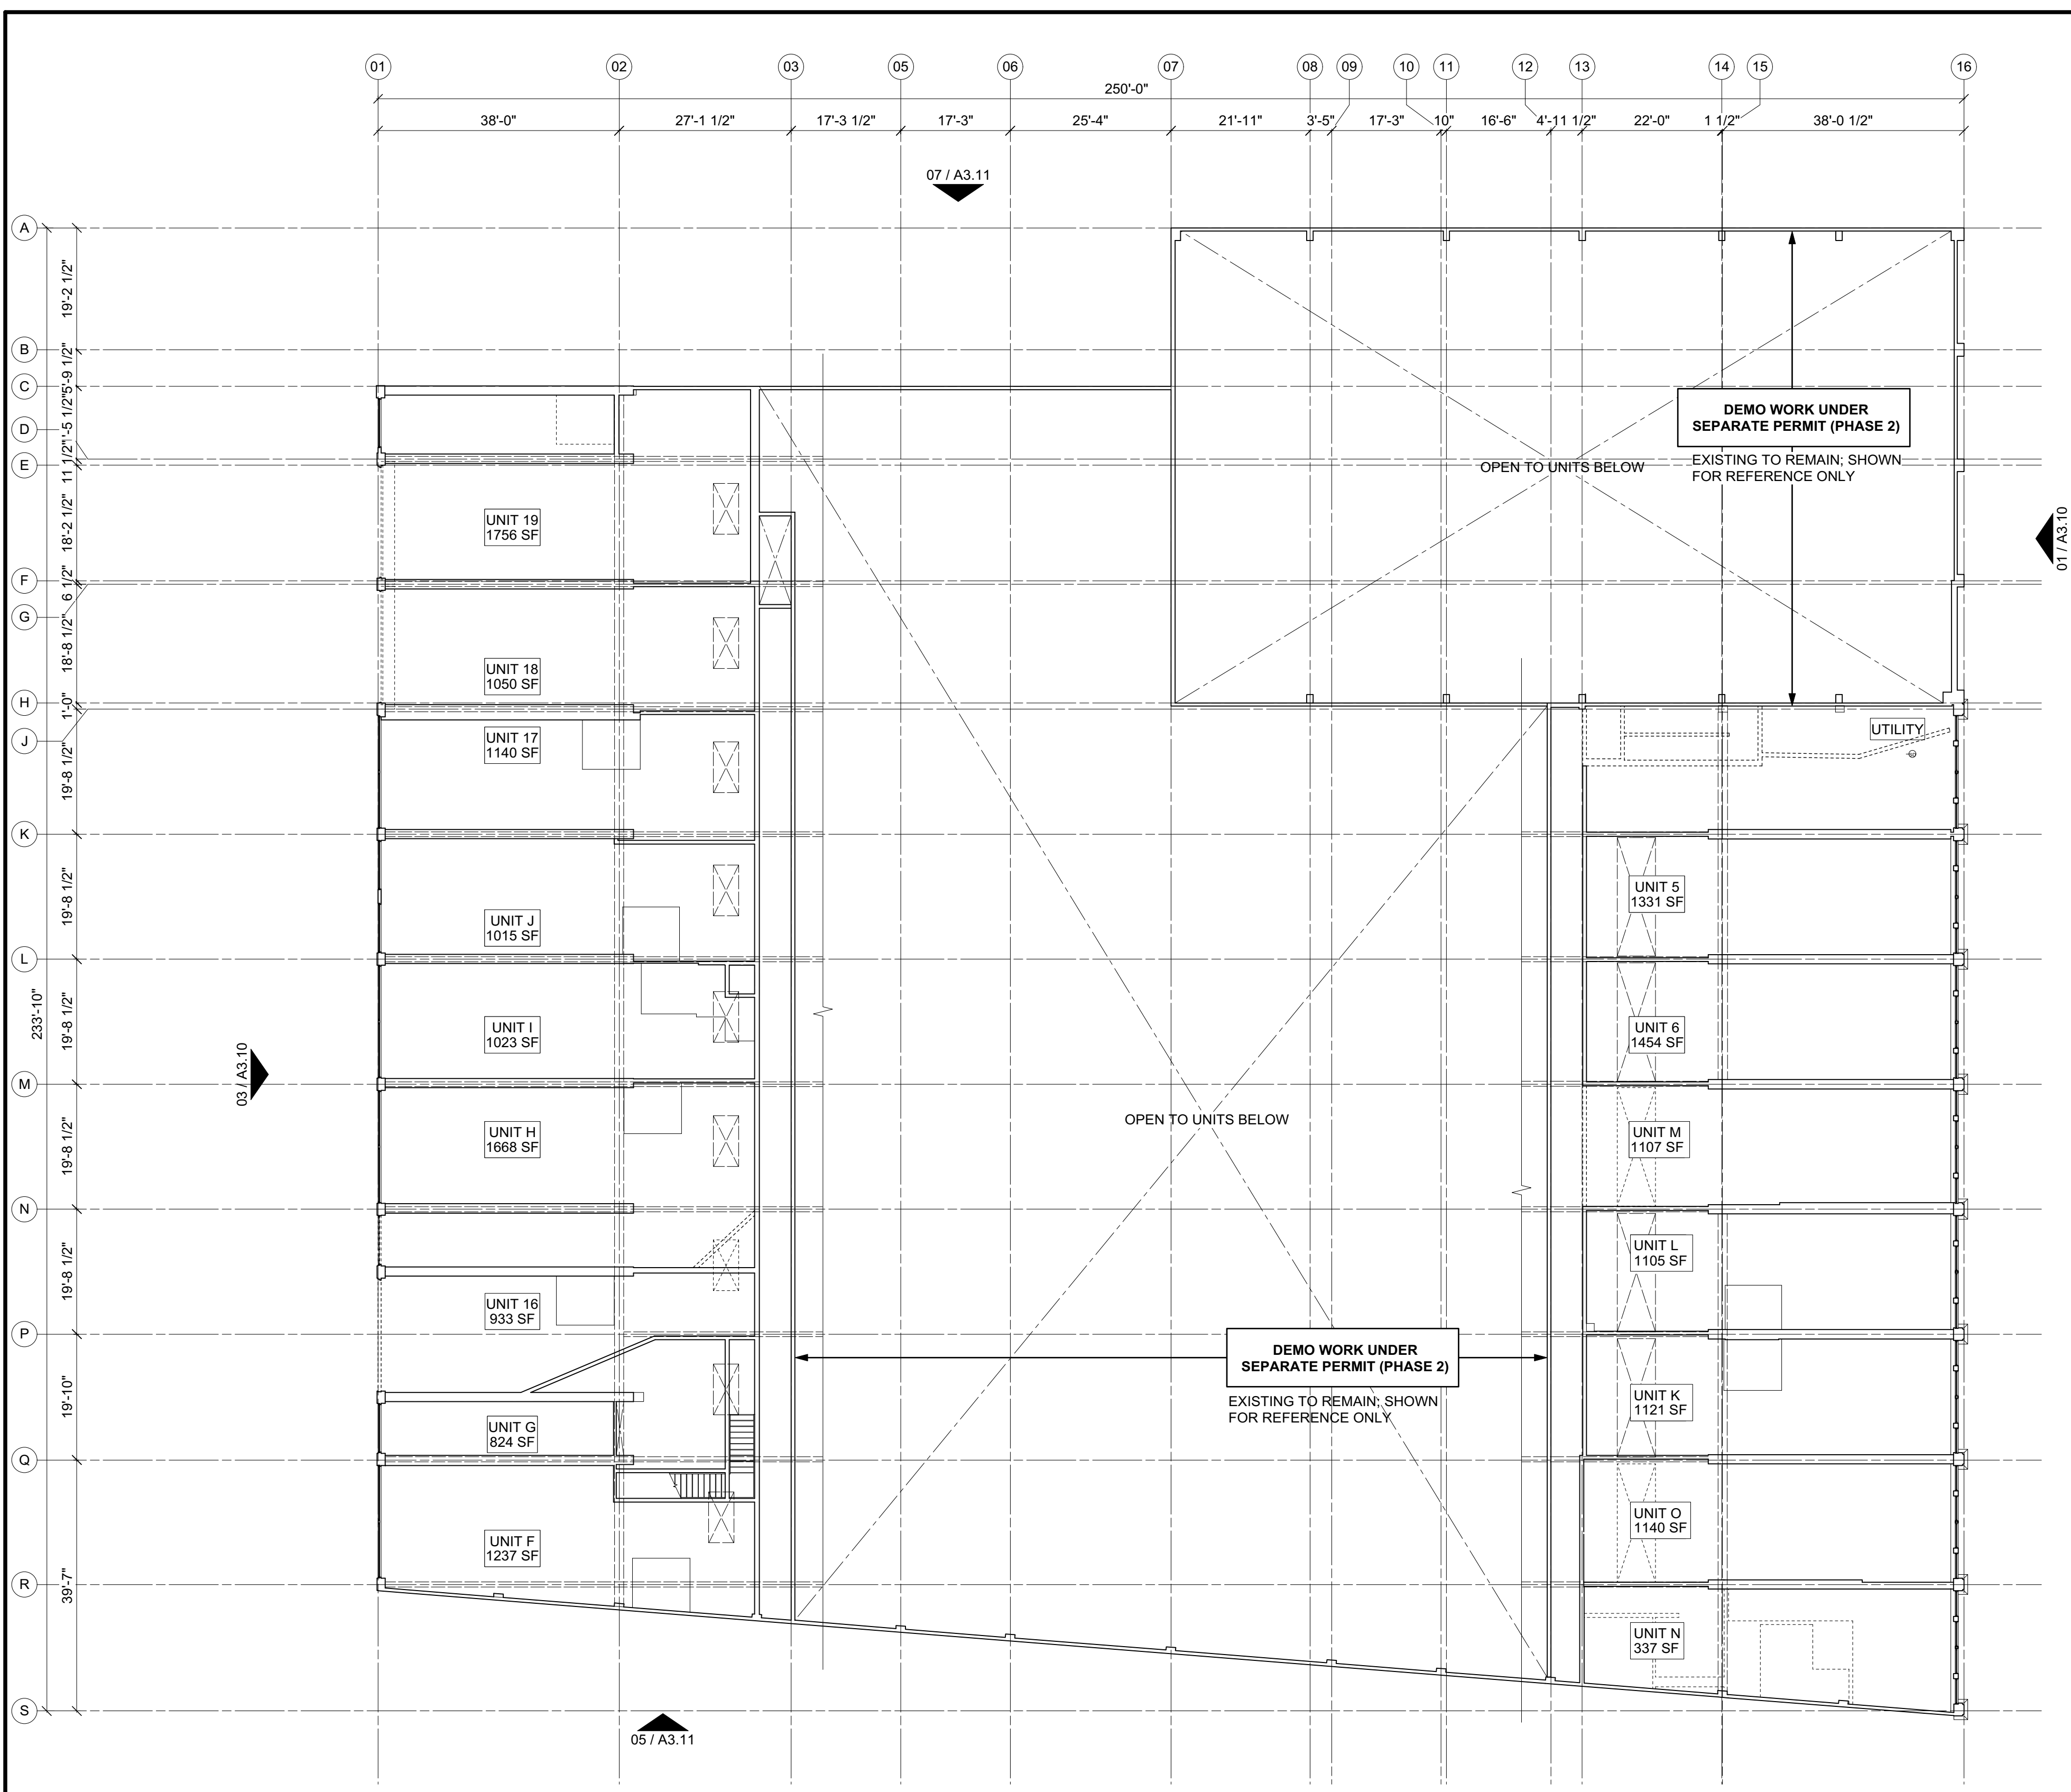 01 02 03 05 06 07 08 09 10 11 12 13 14 15 16
250'-0"
38'-0" 27'-1 1/2" 17'-3 1/2" 17'-3" 25'-4" 21'-11" 3'-5" 17'-3" 10" 16'-6" 4'-11 1/2" 22'-0" 1 1/2" 38'-0 1/2"
07 / A3.11
A
19'-2 1/2"
B
5'-9 1/2"
C
D
E
11 1/2"
18'-2 1/2"
F
6 1/2"
G
18'-8 1/2"
H
1'-0"
J
19'-8 1/2"
K
19'-8 1/2"
L
233'-10"
19'-8 1/2"
M
19'-8 1/2"
N
19'-8 1/2"
P
19'-10"
Q
39'-7"
R
S
DEMO WORK UNDER
SEPARATE PERMIT (PHASE 2)
OPEN TO UNITS BELOW
EXISTING TO REMAIN; SHOWN
FOR REFERENCE ONLY
01 / A3.10
03 / A3.10
UNIT 19
1756 SF
UNIT 18
1050 SF
UNIT 17
1140 SF
UNIT J
1015 SF
UNIT I
1023 SF
UNIT H
1668 SF
UNIT 16
933 SF
UNIT G
824 SF
UNIT F
1237 SF
OPEN TO UNITS BELOW
DEMO WORK UNDER
SEPARATE PERMIT (PHASE 2)
EXISTING TO REMAIN; SHOWN
FOR REFERENCE ONLY
UTILITY
UNIT 5
1331 SF
UNIT 6
1454 SF
UNIT M
1107 SF
UNIT L
1105 SF
UNIT K
1121 SF
UNIT O
1140 SF
UNIT N
337 SF
05 / A3.11